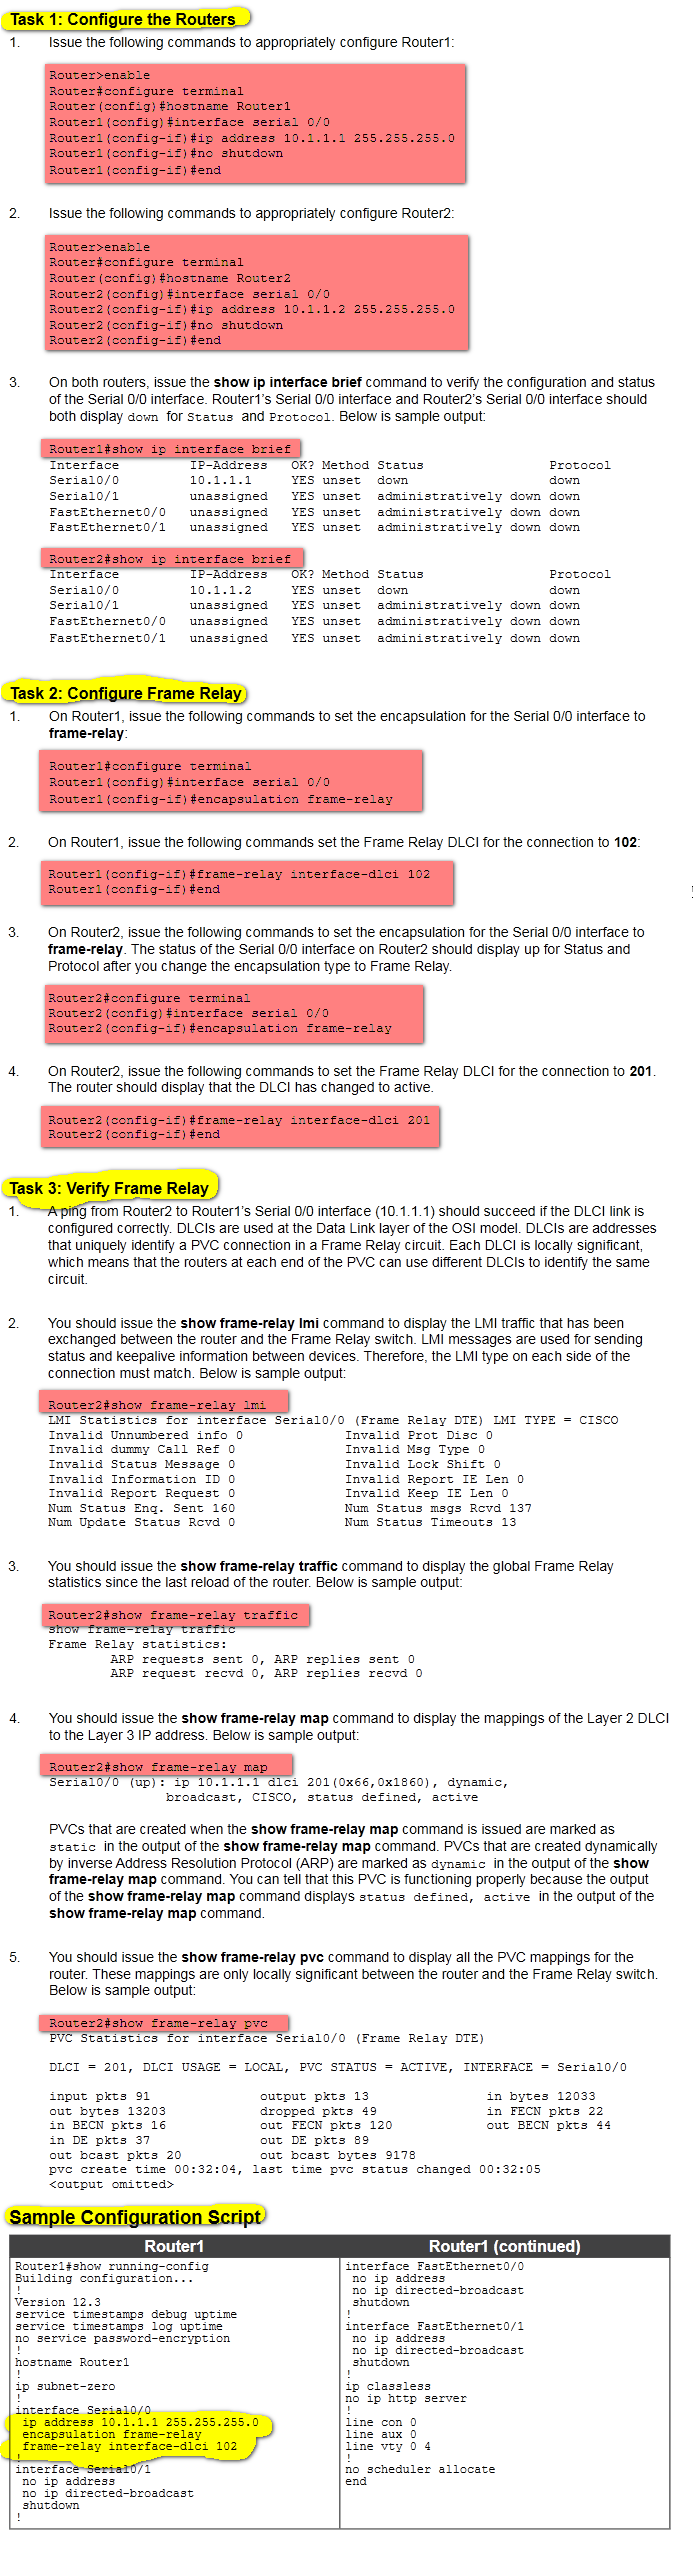 Task 1: Configure the Routers
1. Issue the following commands to appropriately configure Router1:
Router>enable
Router#configure terminal
Router(config)#hostname Router1
Router1(config)#interface serial 0/0
Router1(config-if)#ip address 10.1.1.1 255.255.255.0
Router1(config-if)#no shutdown
Router1(config-if)#end
2. Issue the following commands to appropriately configure Router2:
Router>enable
Router#configure terminal
Router(config)#hostname Router2
Router2(config)#interface serial 0/0
Router2(config-if)#ip address 10.1.1.2 255.255.255.0
Router2(config-if)#no shutdown
Router2(config-if)#end
3. On both routers, issue the show ip interface brief command to verify the configuration and status
of the Serial 0/0 interface. Router1's Serial 0/0 interface and Router2's Serial 0/0 interface should
both display down for Status and Protocol. Below is sample output:
Router1#show ip interface brief
Interface IP-Address OK? Method Status Protocol
Serial0/0 10.1.1.1 YES unset down down
Serial0/1 unassigned YES unset administratively down down
FastEthernet0/0 unassigned YES unset administratively down down
FastEthernet0/1 unassigned YES unset administratively down down
Router2#show ip interface brief
Interface IP-Address OK? Method Status Protocol
Serial0/0 10.1.1.2 YES unset down down
Serial0/1 unassigned YES unset administratively down down
FastEthernet0/0 unassigned YES unset administratively down down
FastEthernet0/1 unassigned YES unset administratively down down
Task 2: Configure Frame Relay
1. On Router1, issue the following commands to set the encapsulation for the Serial 0/0 interface to
frame-relay:
Router1#configure terminal
Router1(config)#interface serial 0/0
Router1(config-if)#encapsulation frame-relay
2. On Router1, issue the following commands set the Frame Relay DLCI for the connection to 102:
Router1(config-if)#frame-relay interface-dlci 102
Router1(config-if)#end
3. On Router2, issue the following commands to set the encapsulation for the Serial 0/0 interface to
frame-relay. The status of the Serial 0/0 interface on Router2 should display up for Status and
Protocol after you change the encapsulation type to Frame Relay.
Router2#configure terminal
Router2(config)#interface serial 0/0
Router2(config-if)#encapsulation frame-relay
4. On Router2, issue the following commands to set the Frame Relay DLCI for the connection to 201.
The router should display that the DLCI has changed to active.
Router2(config-if)#frame-relay interface-dlci 201
Router2(config-if)#end
Task 3: Verify Frame Relay
1. A ping from Router2 to Router1's Serial 0/0 interface (10.1.1.1) should succeed if the DLCI link is
configured correctly. DLCIs are used at the Data Link layer of the OSI model. DLCIs are addresses
that uniquely identify a PVC connection in a Frame Relay circuit. Each DLCI is locally significant,
which means that the routers at each end of the PVC can use different DLCIs to identify the same
circuit.
2. You should issue the show frame-relay lmi command to display the LMI traffic that has been
exchanged between the router and the Frame Relay switch. LMI messages are used for sending
status and keepalive information between devices. Therefore, the LMI type on each side of the
connection must match. Below is sample output:
Router2#show frame-relay lmi
LMI Statistics for interface Serial0/0 (Frame Relay DTE) LMI TYPE = CISCO
Invalid Unnumbered info 0 Invalid Prot Disc 0
Invalid dummy Call Ref 0 Invalid Msg Type 0
Invalid Status Message 0 Invalid Lock Shift 0
Invalid Information ID 0 Invalid Report IE Len 0
Invalid Report Request 0 Invalid Keep IE Len 0
Num Status Enq. Sent 160 Num Status msgs Rcvd 137
Num Update Status Rcvd 0 Num Status Timeouts 13
3. You should issue the show frame-relay traffic command to display the global Frame Relay
statistics since the last reload of the router. Below is sample output:
Router2#show frame-relay traffic
show frame-relay traffic
Frame Relay statistics:
ARP requests sent 0, ARP replies sent 0
ARP request recvd 0, ARP replies recvd 0
4. You should issue the show frame-relay map command to display the mappings of the Layer 2 DLCI
to the Layer 3 IP address. Below is sample output:
Router2#show frame-relay map
Serial0/0 (up): ip 10.1.1.1 dlci 201(0x66,0x1860), dynamic,
broadcast, CISCO, status defined, active
PVCs that are created when the show frame-relay map command is issued are marked as
static in the output of the show frame-relay map command. PVCs that are created dynamically
by inverse Address Resolution Protocol (ARP) are marked as dynamic in the output of the show
frame-relay map command. You can tell that this PVC is functioning properly because the output
of the show frame-relay map command displays status defined, active in the output of the
show frame-relay map command.
5. You should issue the show frame-relay pvc command to display all the PVC mappings for the
router. These mappings are only locally significant between the router and the Frame Relay switch.
Below is sample output:
Router2#show frame-relay pvc
PVC Statistics for interface Serial0/0 (Frame Relay DTE)
DLCI = 201, DLCI USAGE = LOCAL, PVC STATUS = ACTIVE, INTERFACE = Serial0/0
input pkts 91 output pkts 13 in bytes 12033
out bytes 13203 dropped pkts 49 in FECN pkts 22
in BECN pkts 16 out FECN pkts 120 out BECN pkts 44
in DE pkts 37 out DE pkts 89
out bcast pkts 20 out bcast bytes 9178
pvc create time 00:32:04, last time pvc status changed 00:32:05
<output omitted>
Sample Configuration Script
Router1
Router1#show running-config
Building configuration...
!
Version 12.3
service timestamps debug uptime
service timestamps log uptime
no service password-encryption
!
hostname Router1
!
ip subnet-zero
!
interface Serial0/0
ip address 10.1.1.1 255.255.255.0
encapsulation frame-relay
frame-relay interface-dlci 102
!
interface Serial0/1
no ip address
no ip directed-broadcast
shutdown
!
Router1 (continued)
interface FastEthernet0/0
no ip address
no ip directed-broadcast
shutdown
!
interface FastEthernet0/1
no ip address
no ip directed-broadcast
shutdown
!
ip classless
no ip http server
!
line con 0
line aux 0
line vty 0 4
!
no scheduler allocate
end